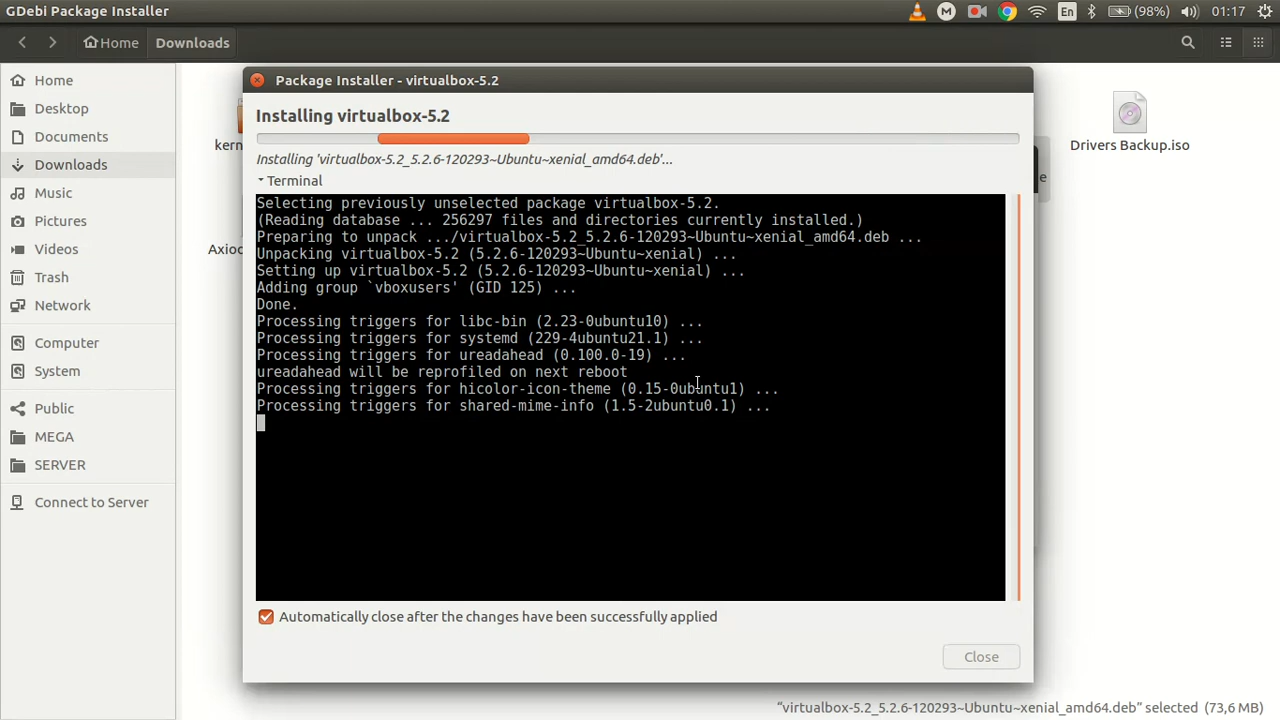 GDebi Package Installer
M
En
(98%)
01:17
Home
Downloads
Home
Desktop
Documents
Downloads
Music
Pictures
Videos
Trash
Network
Computer
System
Public
MEGA
SERVER
Connect to Server
kern
Axiod
e
Drivers Backup.iso
Package Installer - virtualbox-5.2
Installing virtualbox-5.2
Installing 'virtualbox-5.2_5.2.6-120293~Ubuntu~xenial_amd64.deb'...
Terminal
Selecting previously unselected package virtualbox-5.2.
(Reading database ... 256297 files and directories currently installed.)
Preparing to unpack .../virtualbox-5.2_5.2.6-120293~Ubuntu~xenial_amd64.deb ...
Unpacking virtualbox-5.2 (5.2.6-120293~Ubuntu~xenial) ...
Setting up virtualbox-5.2 (5.2.6-120293~Ubuntu~xenial) ...
Adding group `vboxusers' (GID 125) ...
Done.
Processing triggers for libc-bin (2.23-0ubuntu10) ...
Processing triggers for systemd (229-4ubuntu21.1) ...
Processing triggers for ureadahead (0.100.0-19) ...
ureadahead will be reprofiled on next reboot
Processing triggers for hicolor-icon-theme (0.15-0ubuntu1) ...
Processing triggers for shared-mime-info (1.5-2ubuntu0.1) ...
Automatically close after the changes have been successfully applied
Close
“virtualbox-5.2_5.2.6-120293~Ubuntu~xenial_amd64.deb” selected (73,6 MB)